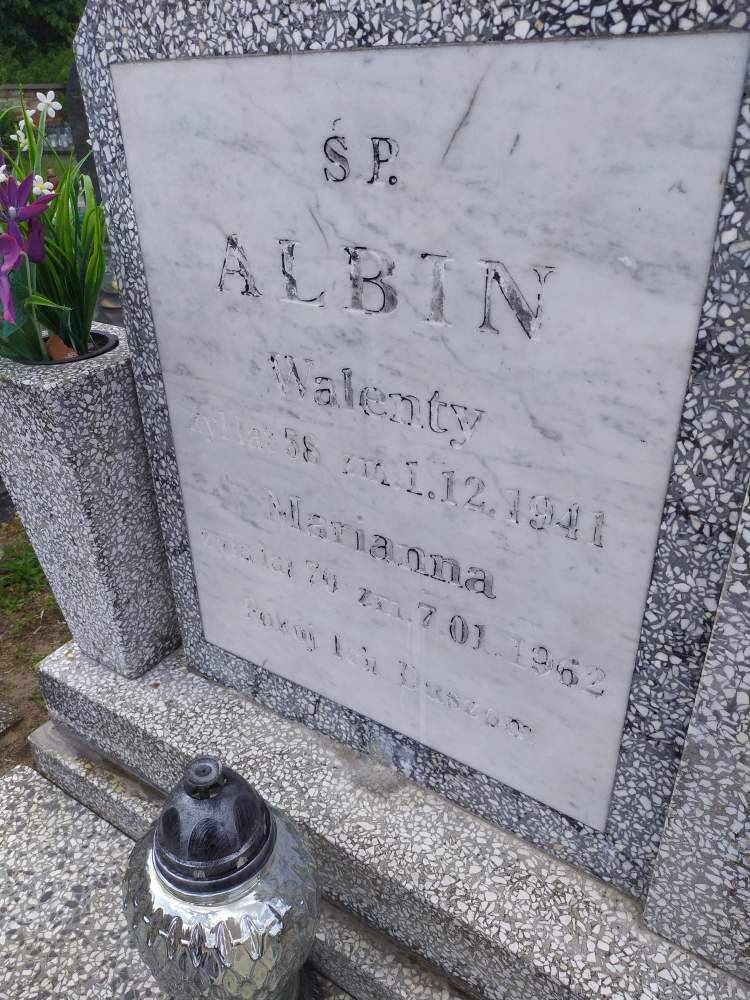 Ś.P.
ALBIN
Walenty
żył lat 58 zm. 1.12.1941
Marianna
żyła lat 74 zm. 7.01.1962
Pokój Ich Duszom